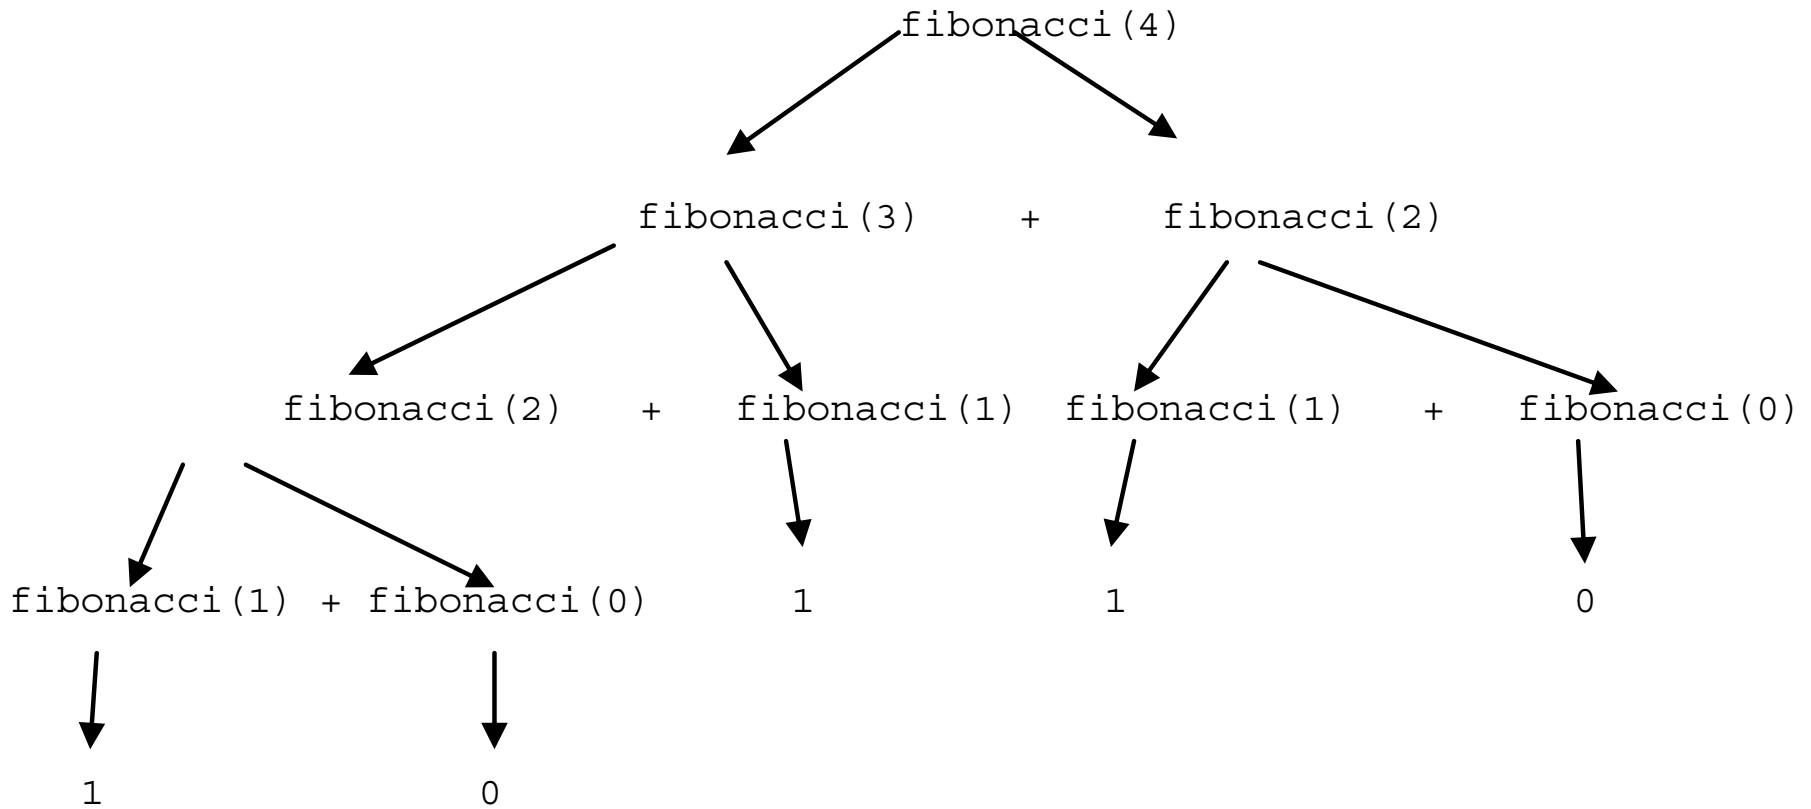 fibonacci(4)
fibonacci(3) + fibonacci(2)
fibonacci(2) + fibonacci(1) fibonacci(1) + fibonacci(0)
fibonacci(1) + fibonacci(0) 1 1 0
1 0